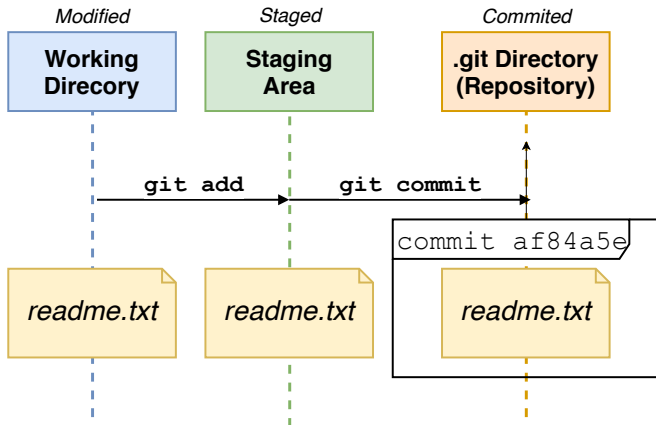 Modified
Staged
Commited
Working
Direcory
Staging
Area
.git Directory
(Repository)
git add
git commit
commit af84a5e
readme.txt
readme.txt
readme.txt